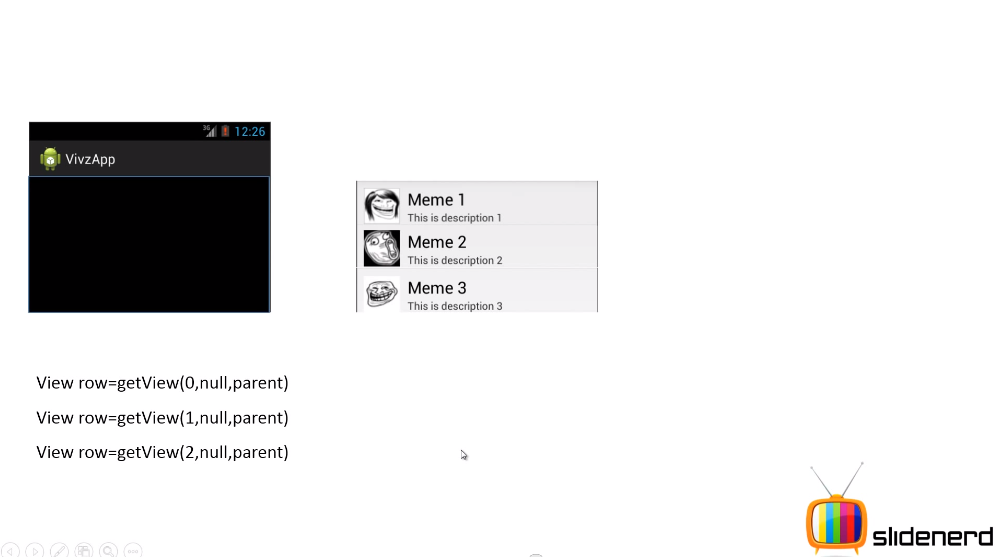 3G 12:26
VivzApp
Meme 1
This is description 1
Meme 2
This is description 2
Meme 3
This is description 3
View row=getView(0,null,parent)
View row=getView(1,null,parent)
View row=getView(2,null,parent)
slidenerd